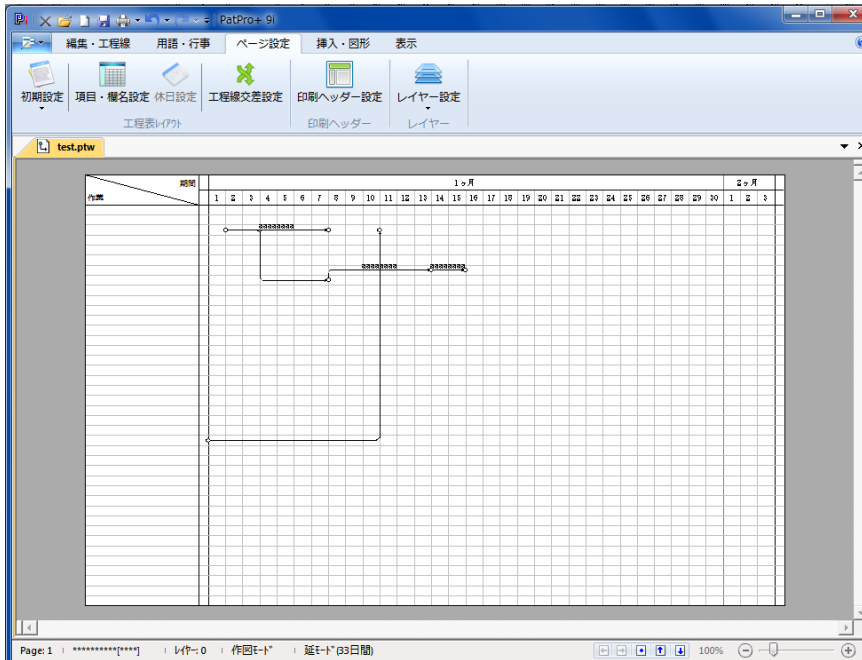 PatPro+ 9i
編集・工程線 用語・行事 ページ設定 挿入・図形 表示
初期設定 項目・欄名設定 休日設定 工程線交差設定 印刷ヘッダー設定 レイヤー設定
工程表ﾚｲｱｳﾄ 印刷ヘッダー レイヤー
test.ptw
期間 1ヶ月 2ヶ月
作業 1 2 3 4 5 6 7 8 9 10 11 12 13 14 15 16 17 18 19 20 21 22 23 24 25 26 27 28 29 30 1 2 3
aaaaaaaa
aaaaaaaa aaaaaaaa
Page: 1 **********[****] ﾚｲﾔｰ: 0 作図ﾓｰﾄﾞ 延ﾓｰﾄﾞ(33日間) 100%